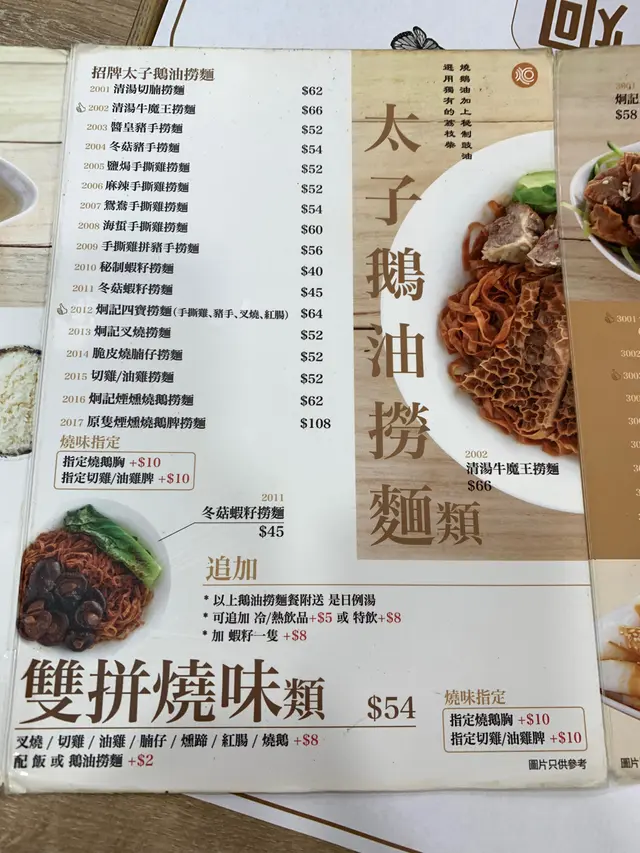 招牌太子鵝油撈麵
2001 清湯切腩撈麵 $62
2002 清湯牛魔王撈麵 $66
2003 醬皇豬手撈麵 $52
2004 冬菇豬手撈麵 $54
2005 鹽焗手撕雞撈麵 $52
2006 麻辣手撕雞撈麵 $52
2007 鴛鴦手撕雞撈麵 $54
2008 海蜇手撕雞撈麵 $60
2009 手撕雞拼豬手撈麵 $56
2010 秘制蝦籽撈麵 $40
2011 冬菇蝦籽撈麵 $45
2012 炯記四寶撈麵(手撕雞、豬手、叉燒、紅腸) $64
2013 炯記叉燒撈麵 $52
2014 脆皮燒腩仔撈麵 $52
2015 切雞/油雞撈麵 $52
2016 炯記煙燻燒鵝撈麵 $62
2017 原隻煙燻燒鵝髀撈麵 $108
燒味指定
指定燒鵝胸 +$10
指定切雞/油雞髀 +$10
燒鵝油加上秘制豉油
選用獨有的荔枝柴
太子鵝油撈麵類
2002
清湯牛魔王撈麵
$66
2011
冬菇蝦籽撈麵
$45
追加
* 以上鵝油撈麵餐附送 是日例湯
* 可追加 冷/熱飲品+$5 或 特飲+$8
* 加 蝦籽一隻 +$8
雙拼燒味類 $54
叉燒 / 切雞 / 油雞 / 腩仔 / 燻蹄 / 紅腸 / 燒鵝 +$8
配 飯 或 鵝油撈麵 +$2
燒味指定
指定燒鵝胸 +$10
指定切雞/油雞髀 +$10
圖片只供參考
炯記
$58
3001
3002